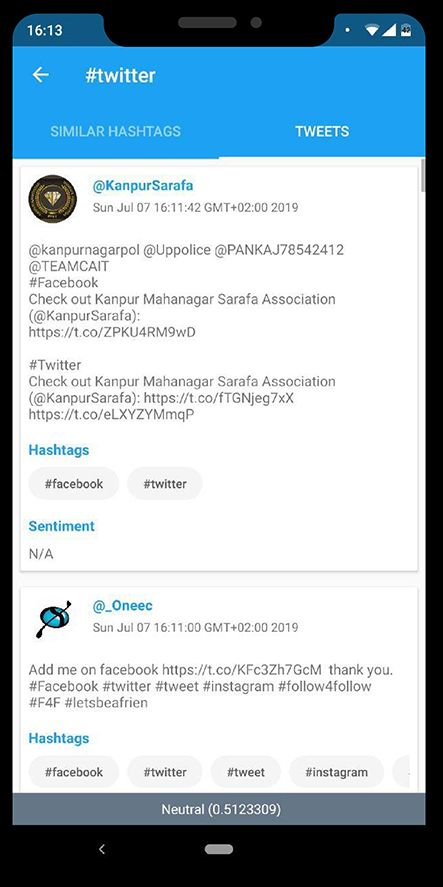 16:13
#twitter
SIMILAR HASHTAGS
TWEETS
@KanpurSarafa
Sun Jul 07 16:11:42 GMT+02:00 2019
@kanpurnagarpol @Uppolice @PANKAJ78542412
@TEAMCAIT
#Facebook
Check out Kanpur Mahanagar Sarafa Association
(@KanpurSarafa):
https://t.co/ZPKU4RM9wD
#Twitter
Check out Kanpur Mahanagar Sarafa Association
(@KanpurSarafa): https://t.co/fTGNjeg7xX
https://t.co/eLXYZYMmqP
Hashtags
#facebook #twitter
Sentiment
N/A
@_Oneec
Sun Jul 07 16:11:00 GMT+02:00 2019
Add me on facebook https://t.co/KFc3Zh7GcM thank you.
#Facebook #twitter #tweet #instagram #follow4follow
#F4F #letsbeafrien
Hashtags
#facebook #twitter #tweet #instagram
Neutral (0.5123309)